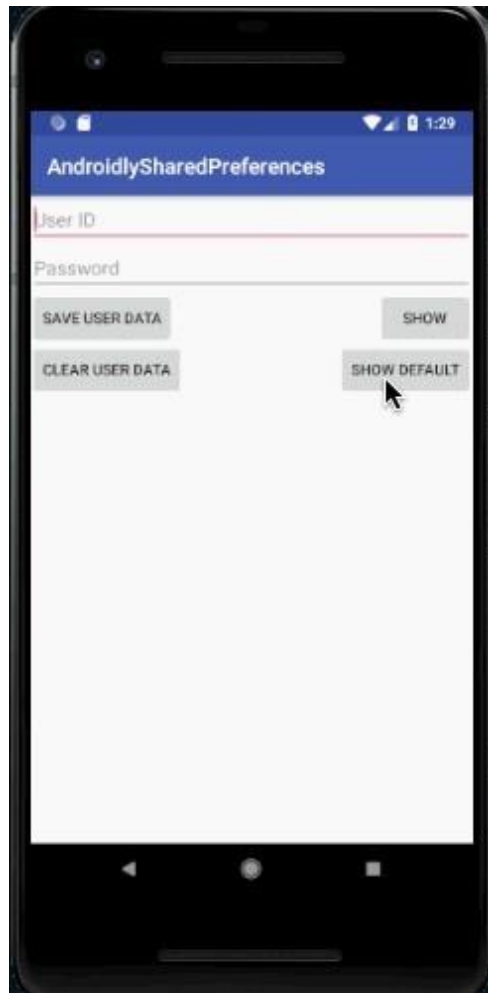 1:29
AndroidlySharedPreferences
User ID
Password
SAVE USER DATA SHOW
CLEAR USER DATA SHOW DEFAULT